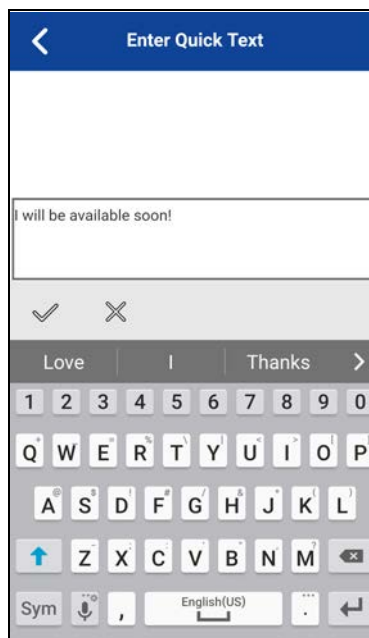 Enter Quick Text
I will be available soon!
Love I Thanks
1 2 3 4 5 6 7 8 9 0
Q W E R T Y U I O P
A S D F G H J K L
Z X C V B N M
Sym , English(US) .